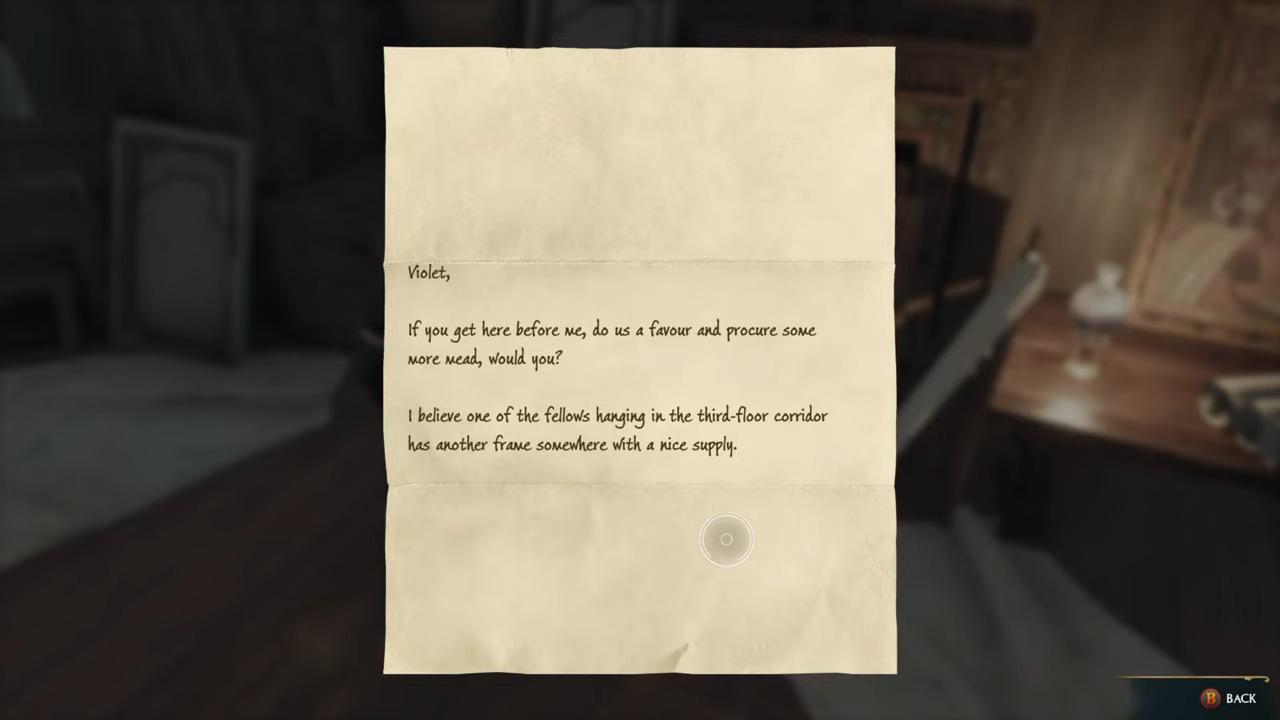 Violet,
If you get here before me, do us a favour and procure some
more mead, would you?
I believe one of the fellows hanging in the third-floor corridor
has another frame somewhere with a nice supply.
B BACK